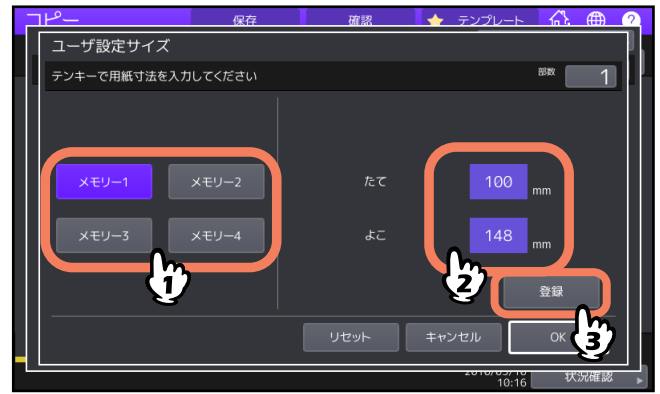 コピー 保存 確認 テンプレート ?
ユーザ設定サイズ
テンキーで用紙寸法を入力してください 部数 1
メモリー1 メモリー2 たて 100 mm
メモリー3 メモリー4 よこ 148 mm
1 2
登録
3
リセット キャンセル OK
10:16 状況確認